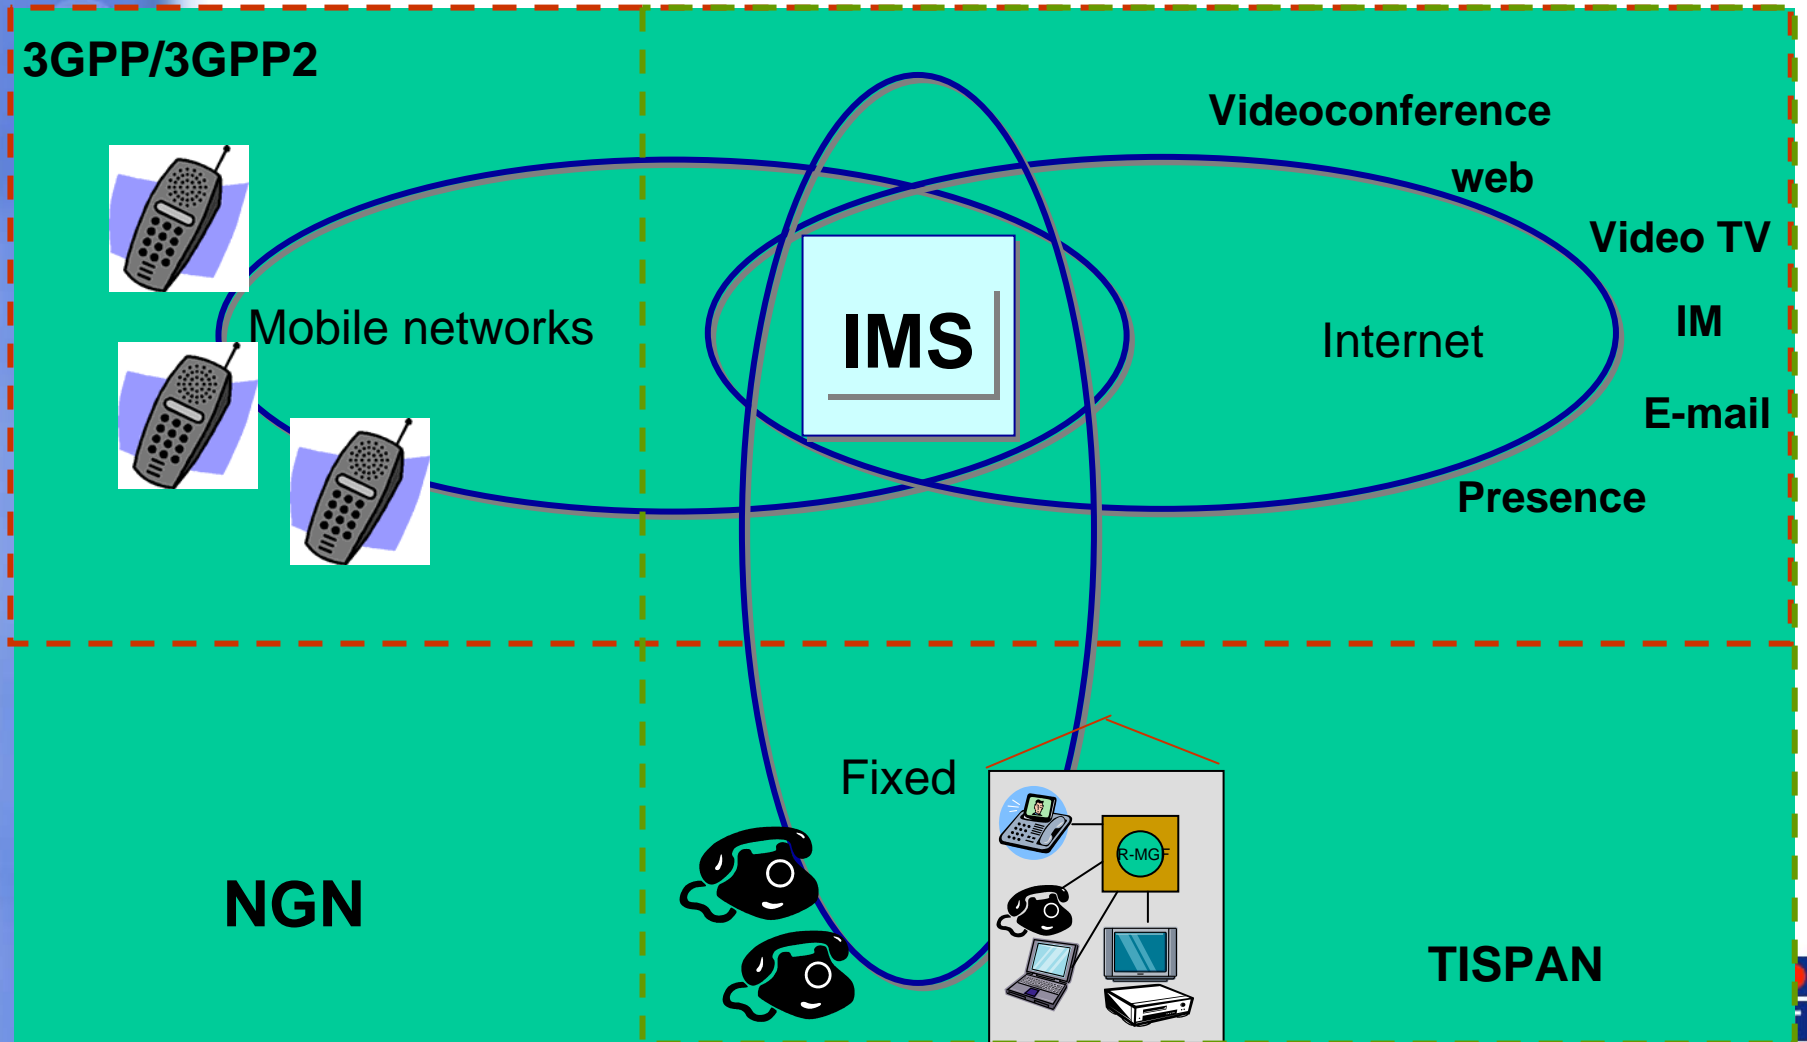 3GPP/3GPP2
Videoconference
web
Video TV
Mobile networks
IMS
Internet
IM
E-mail
Presence
Fixed
R-MGF
NGN
TISPAN